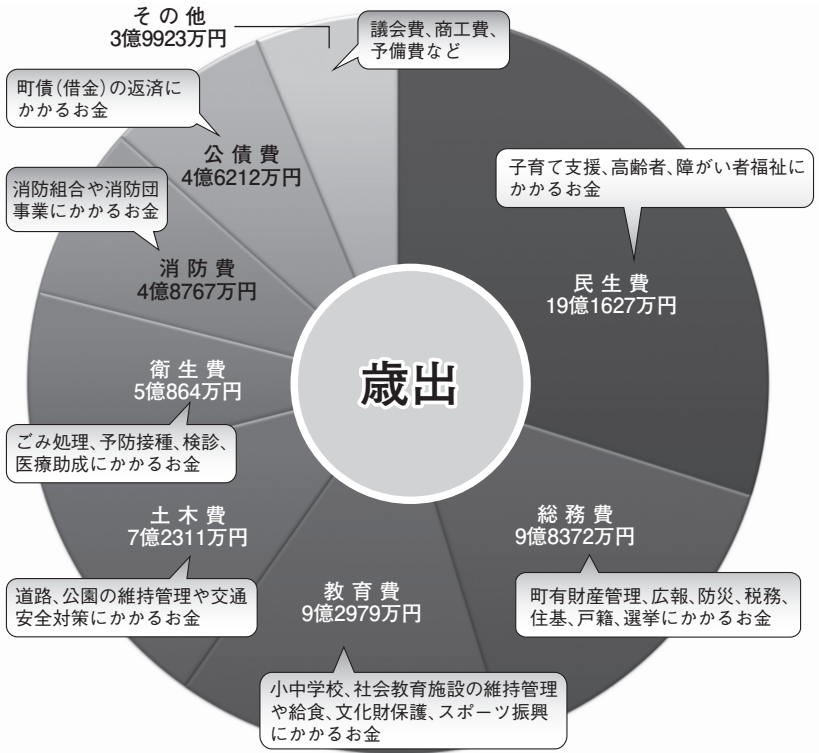 その他
3億9923万円
議会費、商工費、
予備費など
町債(借金)の返済に
かかるお金
公債費
4億6212万円
子育て支援、高齢者、障がい者福祉に
かかるお金
消防組合や消防団
事業にかかるお金
消防費
4億8767万円
民生費
19億1627万円
衛生費
5億864万円
歳出
ごみ処理、予防接種、検診、
医療助成にかかるお金
土木費
7億2311万円
総務費
9億8372万円
道路、公園の維持管理や交通
安全対策にかかるお金
教育費
9億2979万円
町有財産管理、広報、防災、税務、
住基、戸籍、選挙にかかるお金
小中学校、社会教育施設の維持管理
や給食、文化財保護、スポーツ振興
にかかるお金